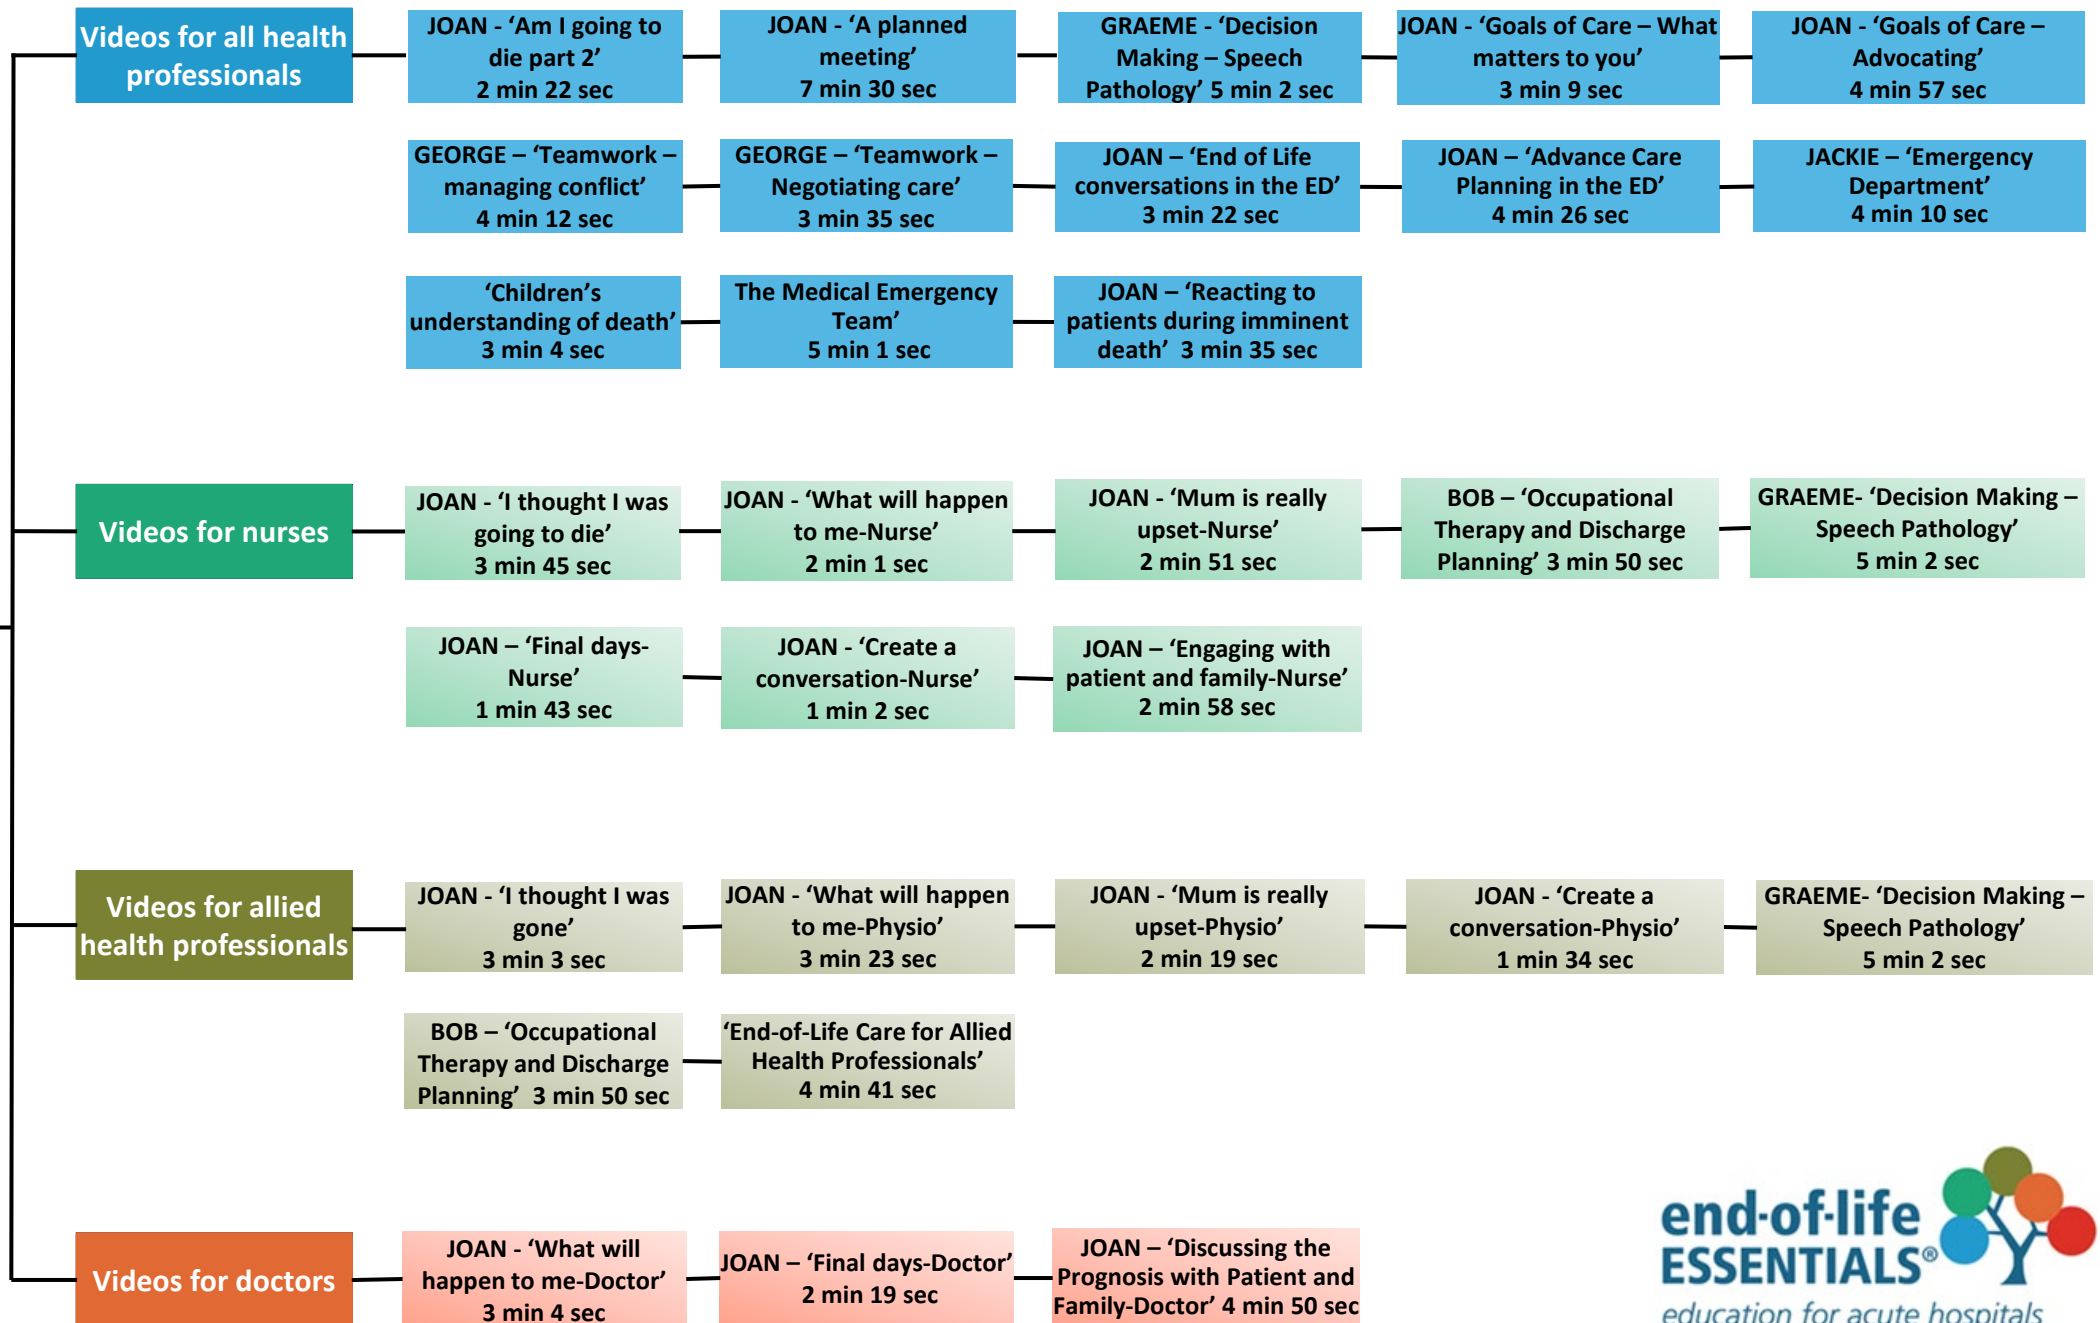 Videos for all health
professionals
JOAN - ‘Am I going to
die part 2’
2 min 22 sec
JOAN - ‘A planned
meeting’
7 min 30 sec
GRAEME - ‘Decision
Making – Speech
Pathology’ 5 min 2 sec
JOAN - ‘Goals of Care – What
matters to you’
3 min 9 sec
JOAN - ‘Goals of Care –
Advocating’
4 min 57 sec
GEORGE – ‘Teamwork –
managing conflict’
4 min 12 sec
GEORGE – ‘Teamwork –
Negotiating care’
3 min 35 sec
JOAN – ‘End of Life
conversations in the ED’
3 min 22 sec
JOAN – ‘Advance Care
Planning in the ED’
4 min 26 sec
JACKIE – ‘Emergency
Department’
4 min 10 sec
‘Children’s
understanding of death’
3 min 4 sec
The Medical Emergency
Team’
5 min 1 sec
JOAN – ‘Reacting to
patients during imminent
death’ 3 min 35 sec
Videos for nurses
JOAN - ‘I thought I was
going to die’
3 min 45 sec
JOAN - ‘What will happen
to me-Nurse’
2 min 1 sec
JOAN - ‘Mum is really
upset-Nurse’
2 min 51 sec
BOB – ‘Occupational
Therapy and Discharge
Planning’ 3 min 50 sec
GRAEME- ‘Decision Making –
Speech Pathology’
5 min 2 sec
JOAN – ‘Final days-
Nurse’
1 min 43 sec
JOAN - ‘Create a
conversation-Nurse’
1 min 2 sec
JOAN – ‘Engaging with
patient and family-Nurse’
2 min 58 sec
Videos for allied
health professionals
JOAN - ‘I thought I was
gone’
3 min 3 sec
JOAN - ‘What will happen
to me-Physio’
3 min 23 sec
JOAN - ‘Mum is really
upset-Physio’
2 min 19 sec
JOAN - ‘Create a
conversation-Physio’
1 min 34 sec
GRAEME- ‘Decision Making –
Speech Pathology’
5 min 2 sec
BOB – ‘Occupational
Therapy and Discharge
Planning’ 3 min 50 sec
‘End-of-Life Care for Allied
Health Professionals’
4 min 41 sec
Videos for doctors
JOAN - ‘What will
happen to me-Doctor’
3 min 4 sec
JOAN – ‘Final days-Doctor’
2 min 19 sec
JOAN – ‘Discussing the
Prognosis with Patient and
Family-Doctor’ 4 min 50 sec
end-of-life
ESSENTIALS®
education for acute hospitals